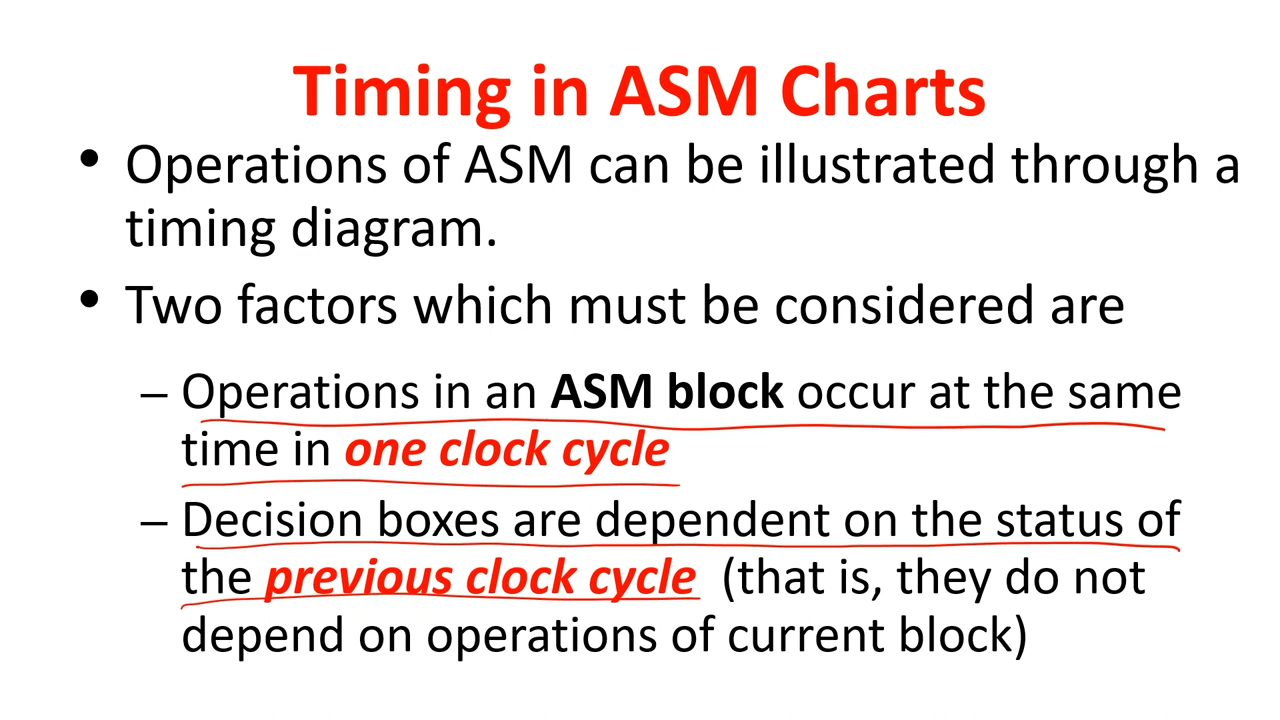 Timing in ASM Charts
• Operations of ASM can be illustrated through a
timing diagram.
• Two factors which must be considered are
– Operations in an ASM block occur at the same
time in one clock cycle
– Decision boxes are dependent on the status of
the previous clock cycle (that is, they do not
depend on operations of current block)